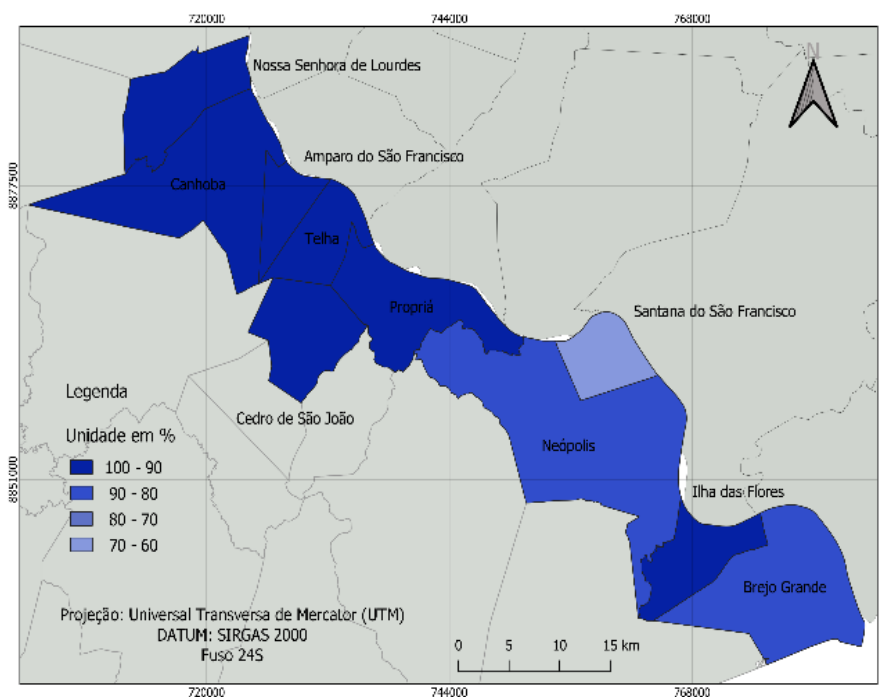 720000 744000 768000
N
Nossa Senhora de Lourdes
Amparo do São Francisco
8877500
Canhoba
Telha
Propriá
Santana do São Francisco
Legenda
Cedro de São João
Unidade em %
Neópolis
100 - 90
8851000
Ilha das Flores
90 - 80
80 - 70
70 - 60
Brejo Grande
Projeção: Universal Transversa de Mercator (UTM)
DATUM: SIRGAS 2000
Fuso 24S
0 5 10 15 km
720000 744000 768000